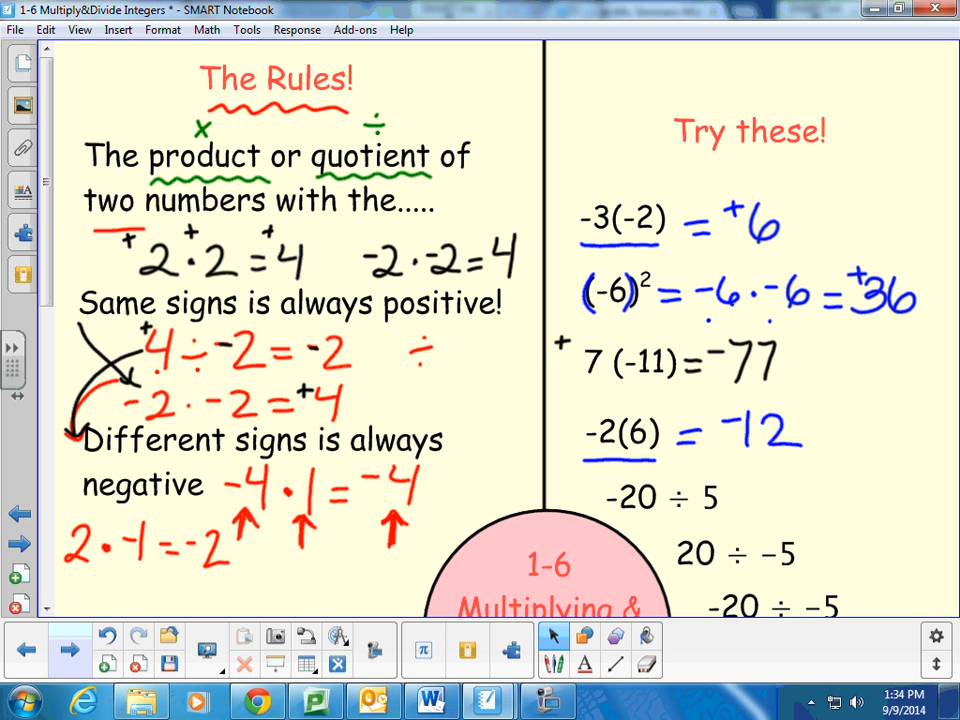 1-6 Multiply&Divide Integers * - SMART Notebook
File Edit View Insert Format Math Tools Response Add-ons Help
The Rules!
x ÷
The product or quotient of
two numbers with the.....
+2 · +2 = +4 -2 · -2 = 4
Same signs is always positive!
+4 ÷ -2 = -2 ÷
-2 · -2 = +4
Different signs is always
negative -4 · 1 = -4
2 · -1 = -2
Try these!
-3(-2) = +6
(-6)² = -6 · -6 = +36
+ 7 (-11) = -77
-2(6) = -12
-20 ÷ 5
20 ÷ -5
-20 ÷ -5
1-6
Multiplying &
1:34 PM
9/9/2014